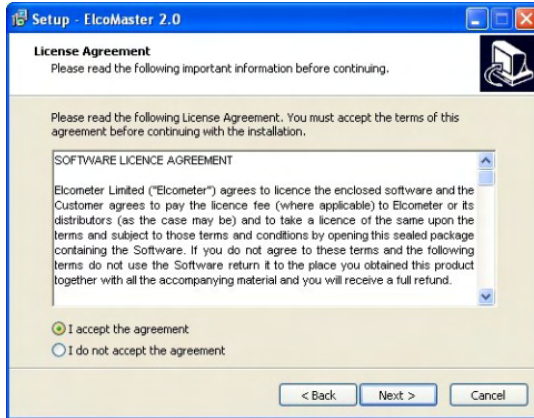 Setup - ElcoMaster 2.0
License Agreement
Please read the following important information before continuing.
Please read the following License Agreement. You must accept the terms of this
agreement before continuing with the installation.
SOFTWARE LICENCE AGREEMENT
Elcometer Limited ("Elcometer") agrees to licence the enclosed software and the
Customer agrees to pay the licence fee (where applicable) to Elcometer or its
distributors (as the case may be) and to take a licence of the same upon the
terms and subject to those terms and conditions by opening this sealed package
containing the Software. If you do not agree to these terms and the following
terms do not use the Software return it to the place you obtained this product
together with all the accompanying material and you will receive a full refund.
I accept the agreement
I do not accept the agreement
< Back Next > Cancel